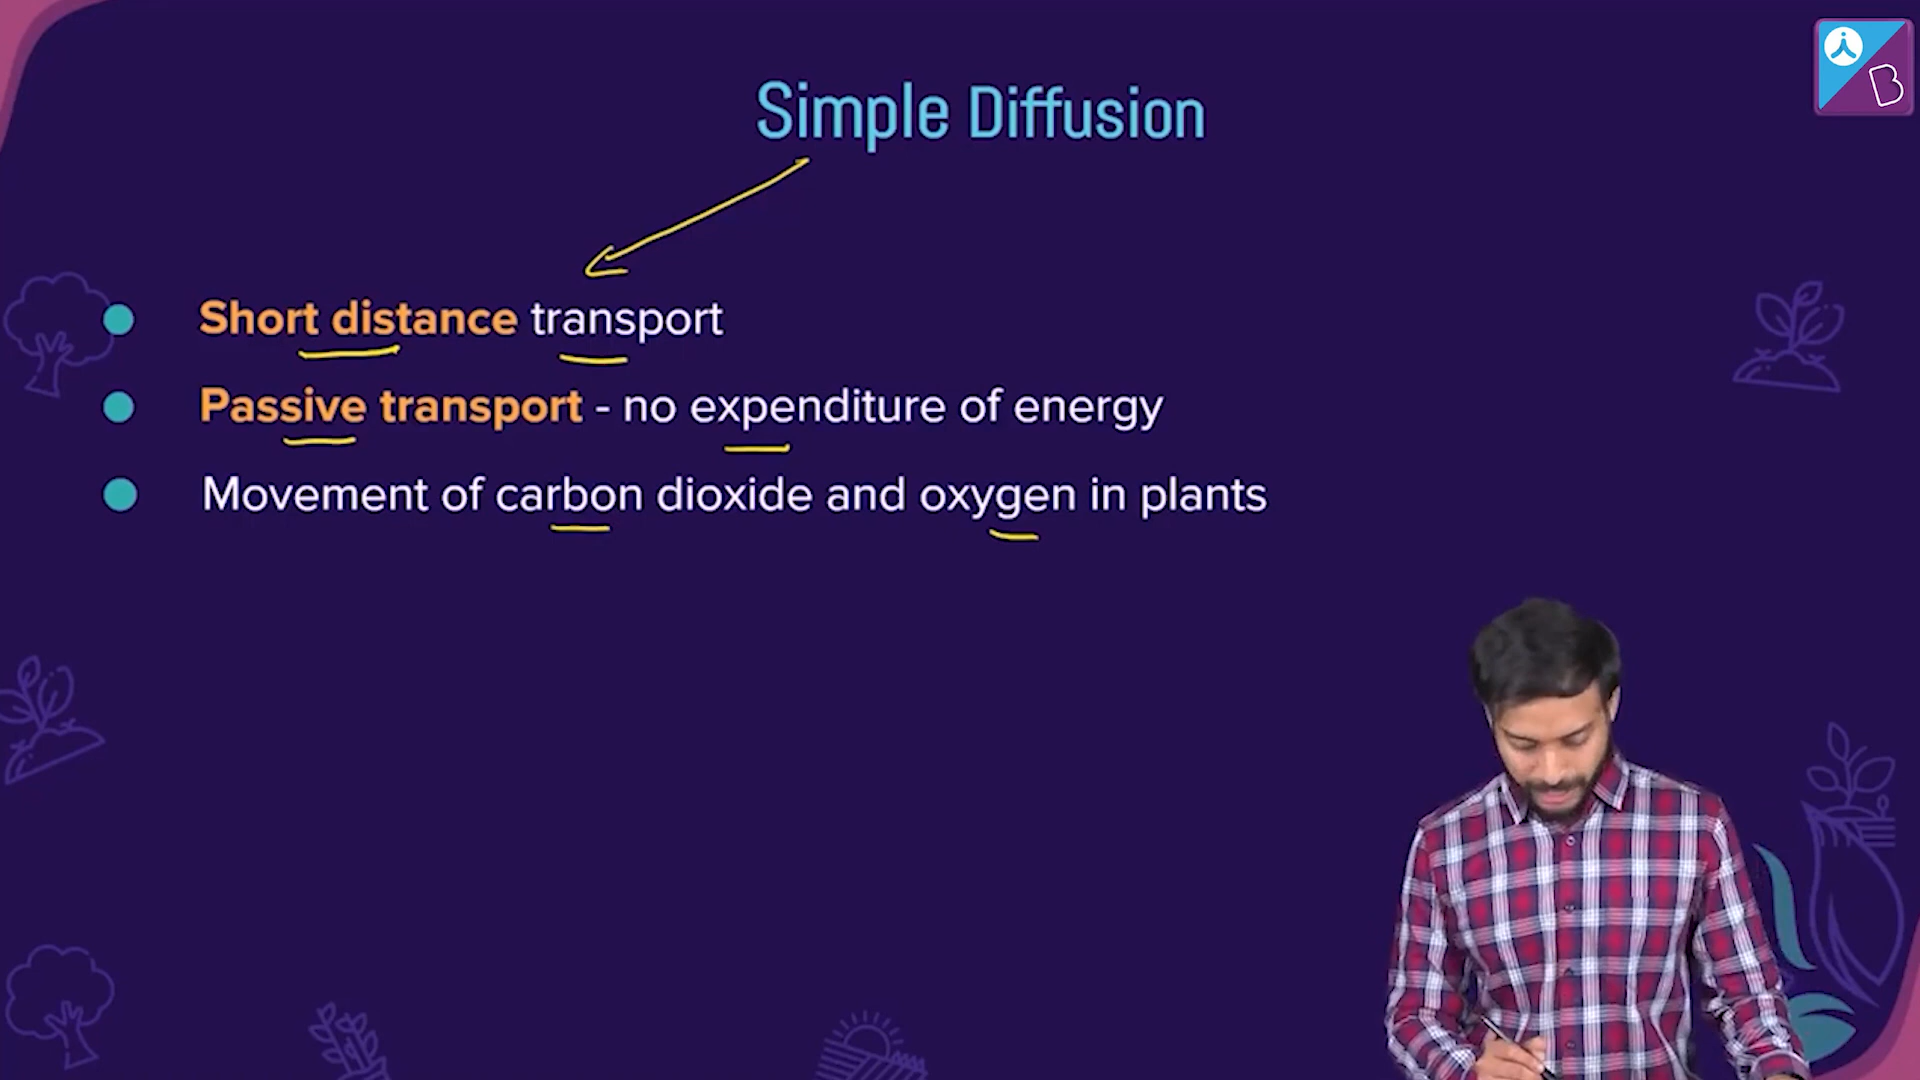 Simple Diffusion
Short distance transport
Passive transport - no expenditure of energy
Movement of carbon dioxide and oxygen in plants
B